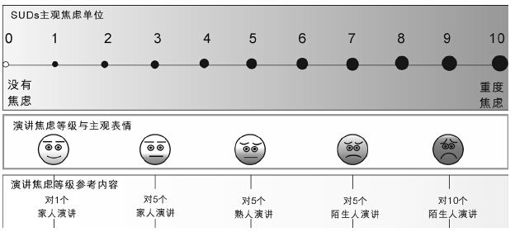 SUDs主观焦虑单位
0 1 2 3 4 5 6 7 8 9 10
没有 重度
焦虑 焦虑
演讲焦虑等级与主观表情
演讲焦虑等级参考内容
对1个 对5个 对5个 对5个 对10个
家人演讲 家人演讲 熟人演讲 陌生人演讲 陌生人演讲